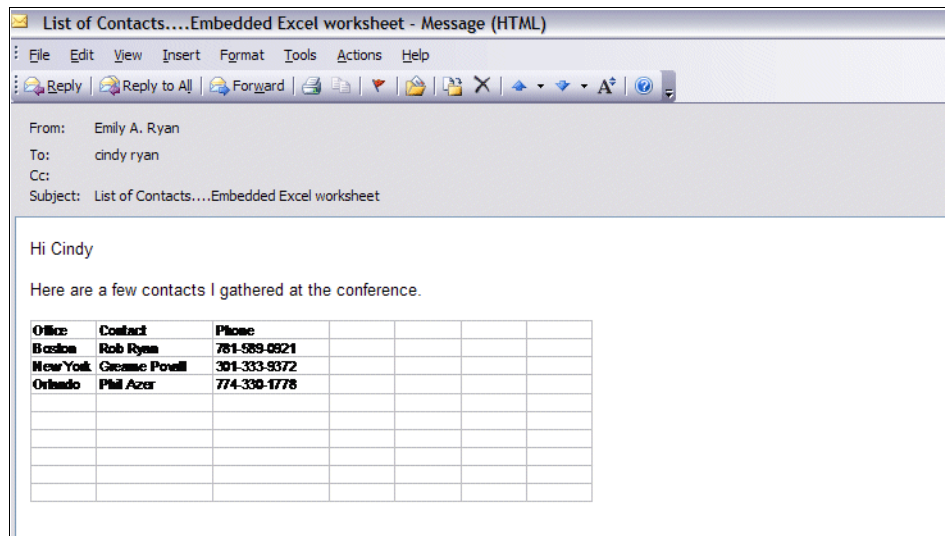 List of Contacts....Embedded Excel worksheet - Message (HTML)
File Edit View Insert Format Tools Actions Help
Reply Reply to All Forward
From: Emily A. Ryan
To: cindy ryan
Cc:
Subject: List of Contacts....Embedded Excel worksheet
Hi Cindy
Here are a few contacts I gathered at the conference.
Office Contact Phone
Boston Rob Ryan 781-589-0921
New York Graeme Powell 301-333-9372
Orlando Phil Azer 774-330-1778